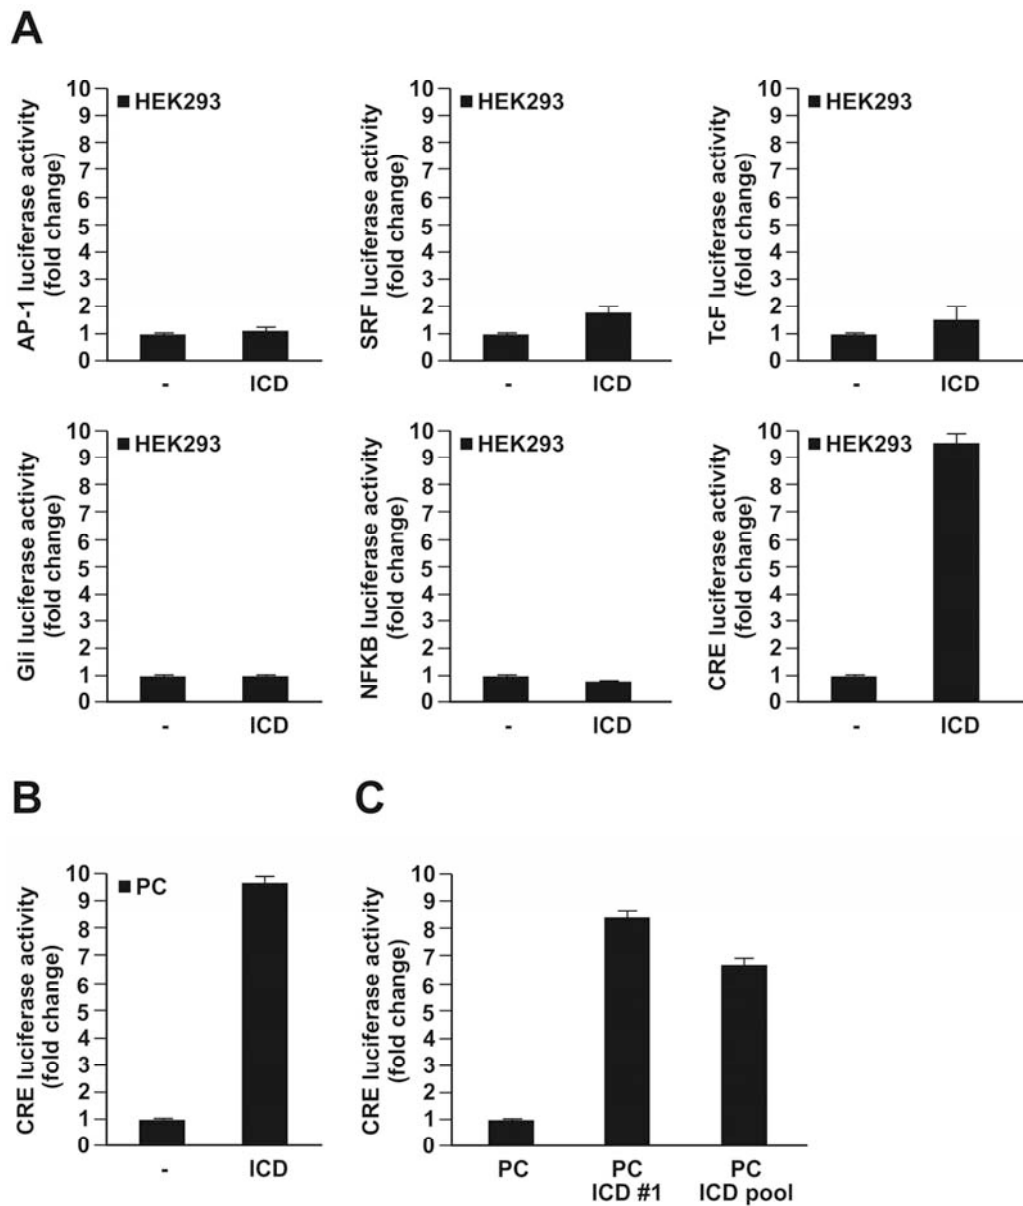 A
AP-1 luciferase activity
(fold change)
10
9
8
7
6
5
4
3
2
1
0
HEK293
-
ICD
SRF luciferase activity
(fold change)
10
9
8
7
6
5
4
3
2
1
0
HEK293
-
ICD
TcF luciferase activity
(fold change)
10
9
8
7
6
5
4
3
2
1
0
HEK293
-
ICD
Gli luciferase activity
(fold change)
10
9
8
7
6
5
4
3
2
1
0
HEK293
-
ICD
NFKB luciferase activity
(fold change)
10
9
8
7
6
5
4
3
2
1
0
HEK293
-
ICD
CRE luciferase activity
(fold change)
10
9
8
7
6
5
4
3
2
1
0
HEK293
-
ICD
B
CRE luciferase activity
(fold change)
10
9
8
7
6
5
4
3
2
1
0
PC
-
ICD
C
CRE luciferase activity
(fold change)
10
9
8
7
6
5
4
3
2
1
0
PC
PC
ICD #1
PC
ICD pool